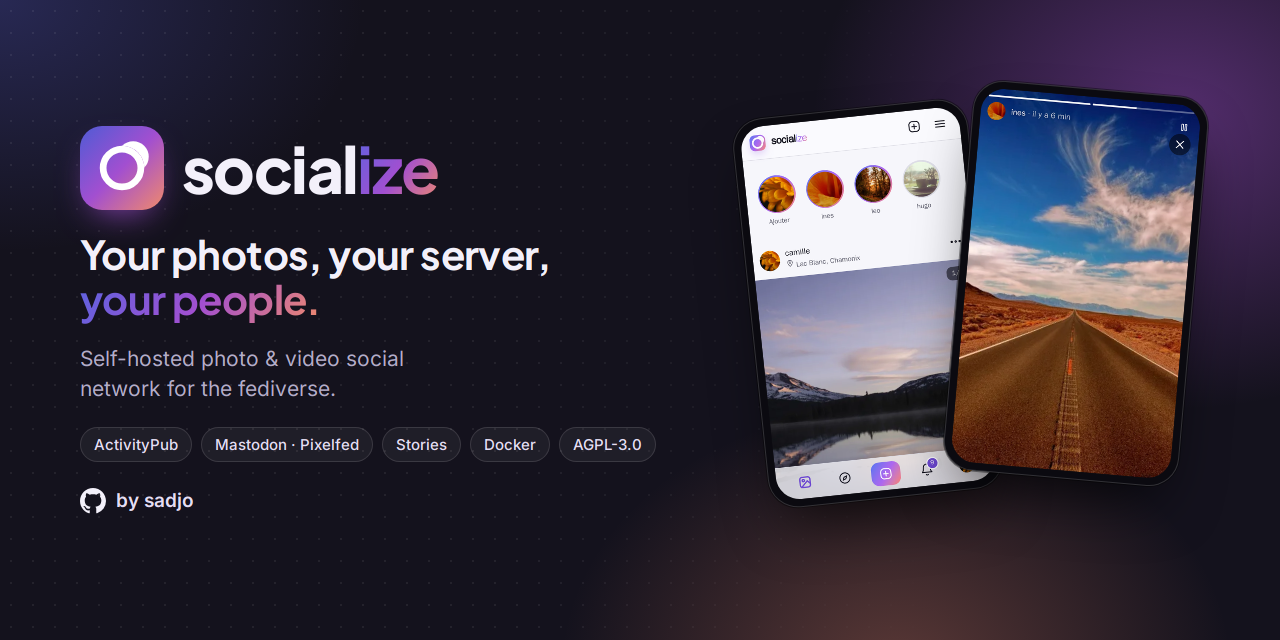 socialize
Your photos, your server,
your people.
Self-hosted photo & video social
network for the fediverse.
ActivityPub
Mastodon · Pixelfed
Stories
Docker
AGPL-3.0
by sadjo
socialize
Ajouter
ines
leo
hugo
camille
Lac Blanc, Chamonix
ines · il y a 6 min